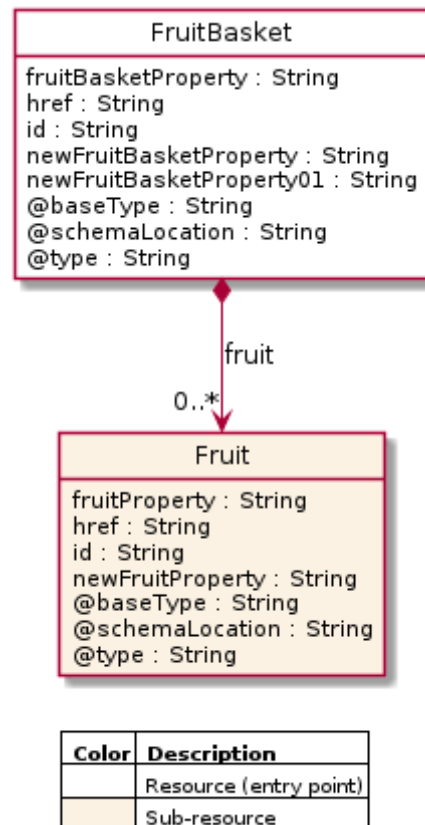 FruitBasket
fruitBasketProperty : String
href : String
id : String
newFruitBasketProperty : String
newFruitBasketProperty01 : String
@baseType : String
@schemaLocation : String
@type : String
fruit
0..*
Fruit
fruitProperty : String
href : String
id : String
newFruitProperty : String
@baseType : String
@schemaLocation : String
@type : String
Color Description
Resource (entry point)
Sub-resource